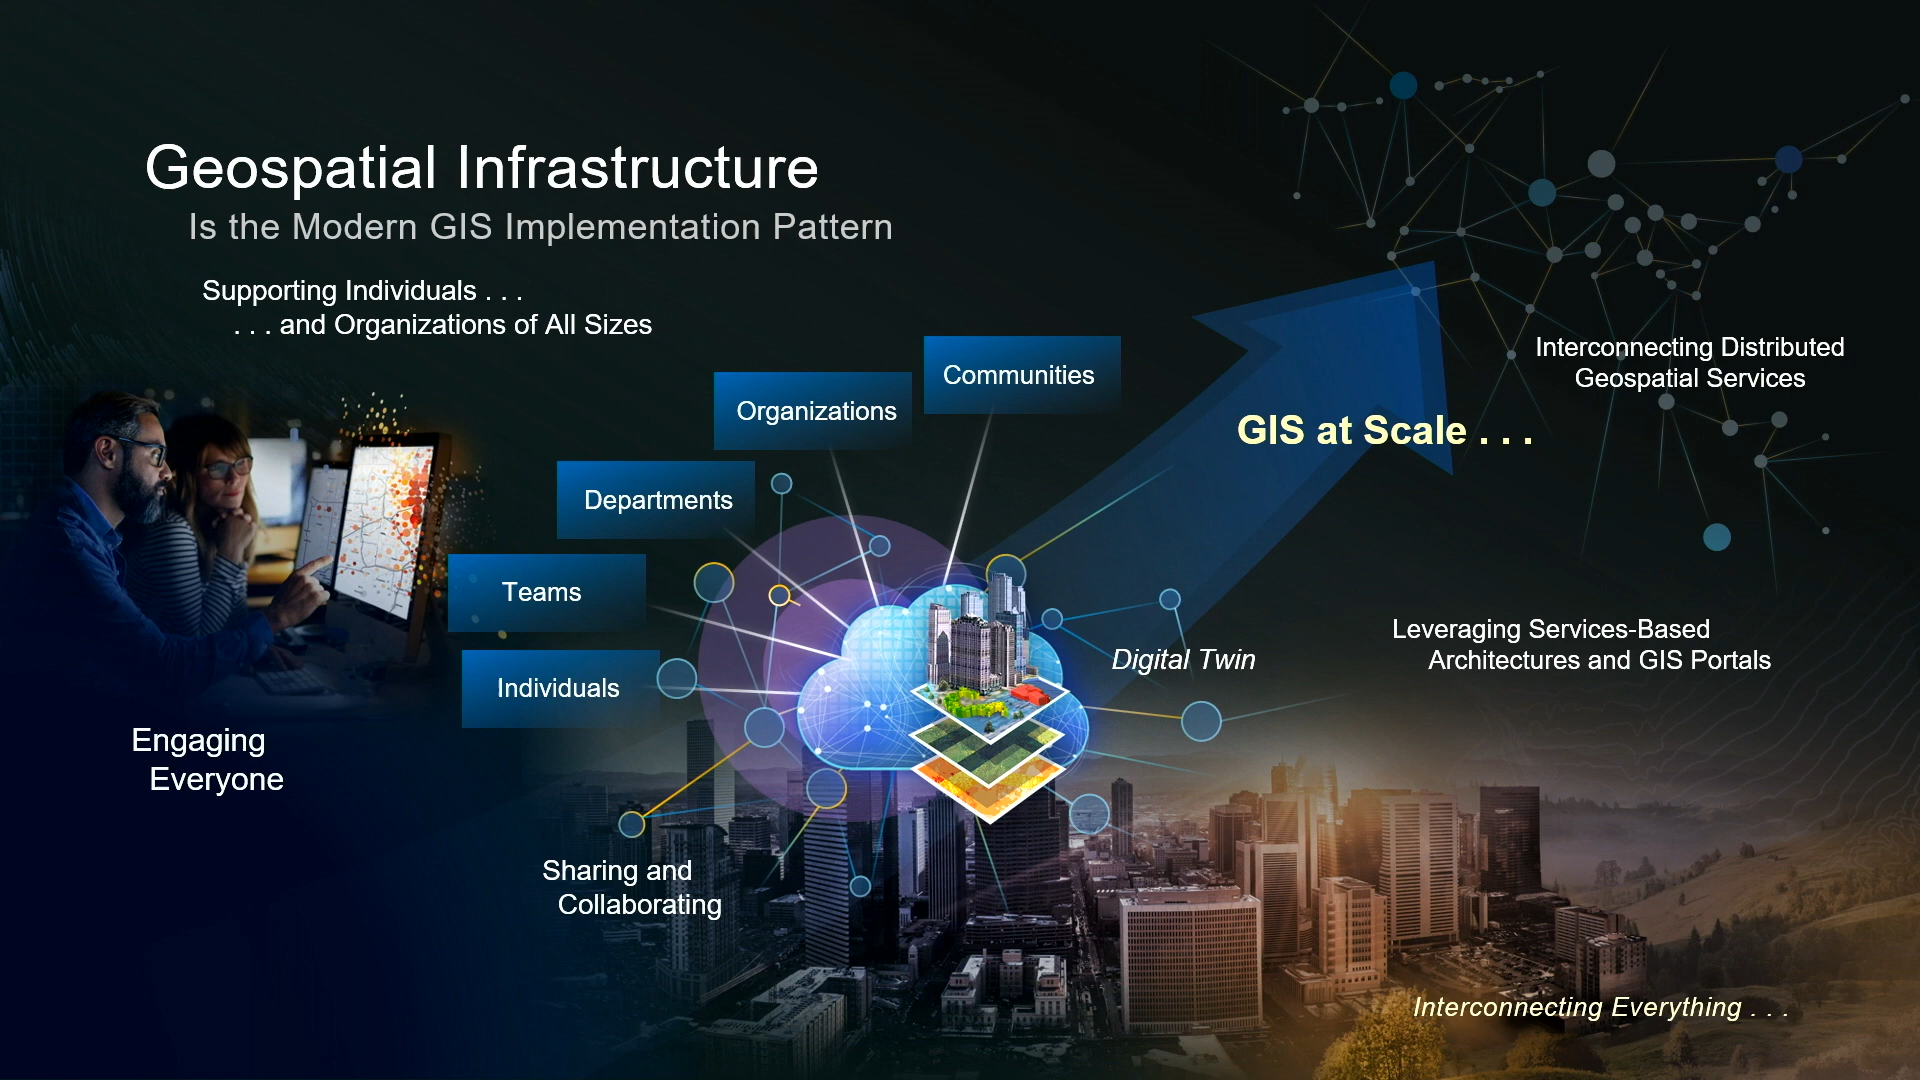 Geospatial Infrastructure
Is the Modern GIS Implementation Pattern
Supporting Individuals . . .
. . . and Organizations of All Sizes
Communities
Organizations
Departments
Teams
Individuals
Engaging
Everyone
Sharing and
Collaborating
Digital Twin
GIS at Scale . . .
Interconnecting Distributed
Geospatial Services
Leveraging Services-Based
Architectures and GIS Portals
Interconnecting Everything . . .